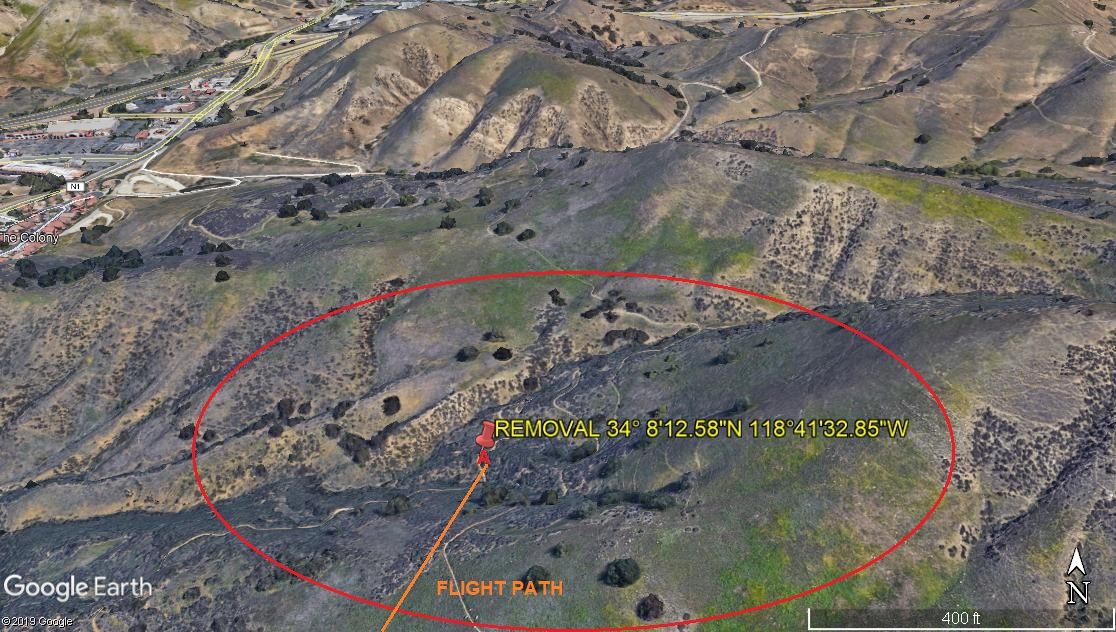 N1
he Colony
REMOVAL 34° 8'12.58"N 118°41'32.85"W
FLIGHT PATH
Google Earth
N
©2019 Google
400 ft